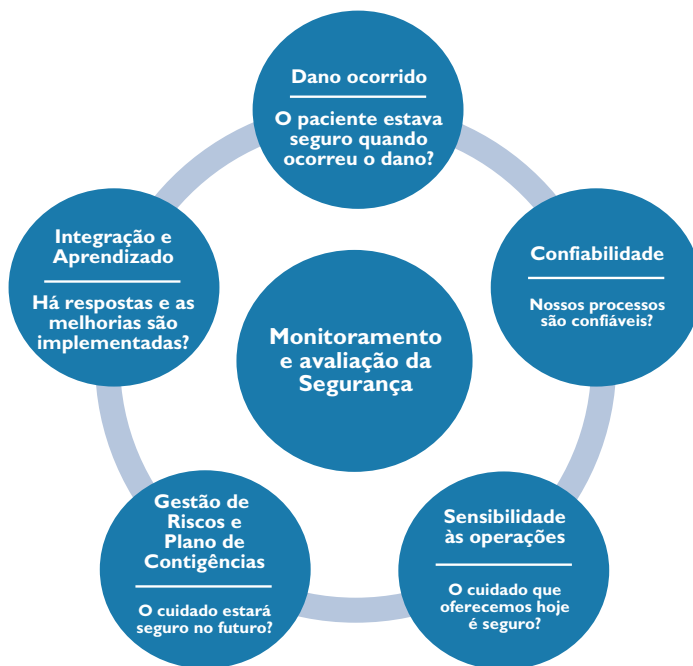 Dano ocorrido
O paciente estava
seguro quando
ocorreu o dano?
Integração e
Aprendizado
Há respostas e as
melhorias são
implementadas?
Confiabilidade
Nossos processos
são confiáveis?
Monitoramento
e avaliação da
Segurança
Gestão de
Riscos e
Plano de
Contigências
O cuidado estará
seguro no futuro?
Sensibilidade
às operações
O cuidado que
oferecemos hoje
é seguro?